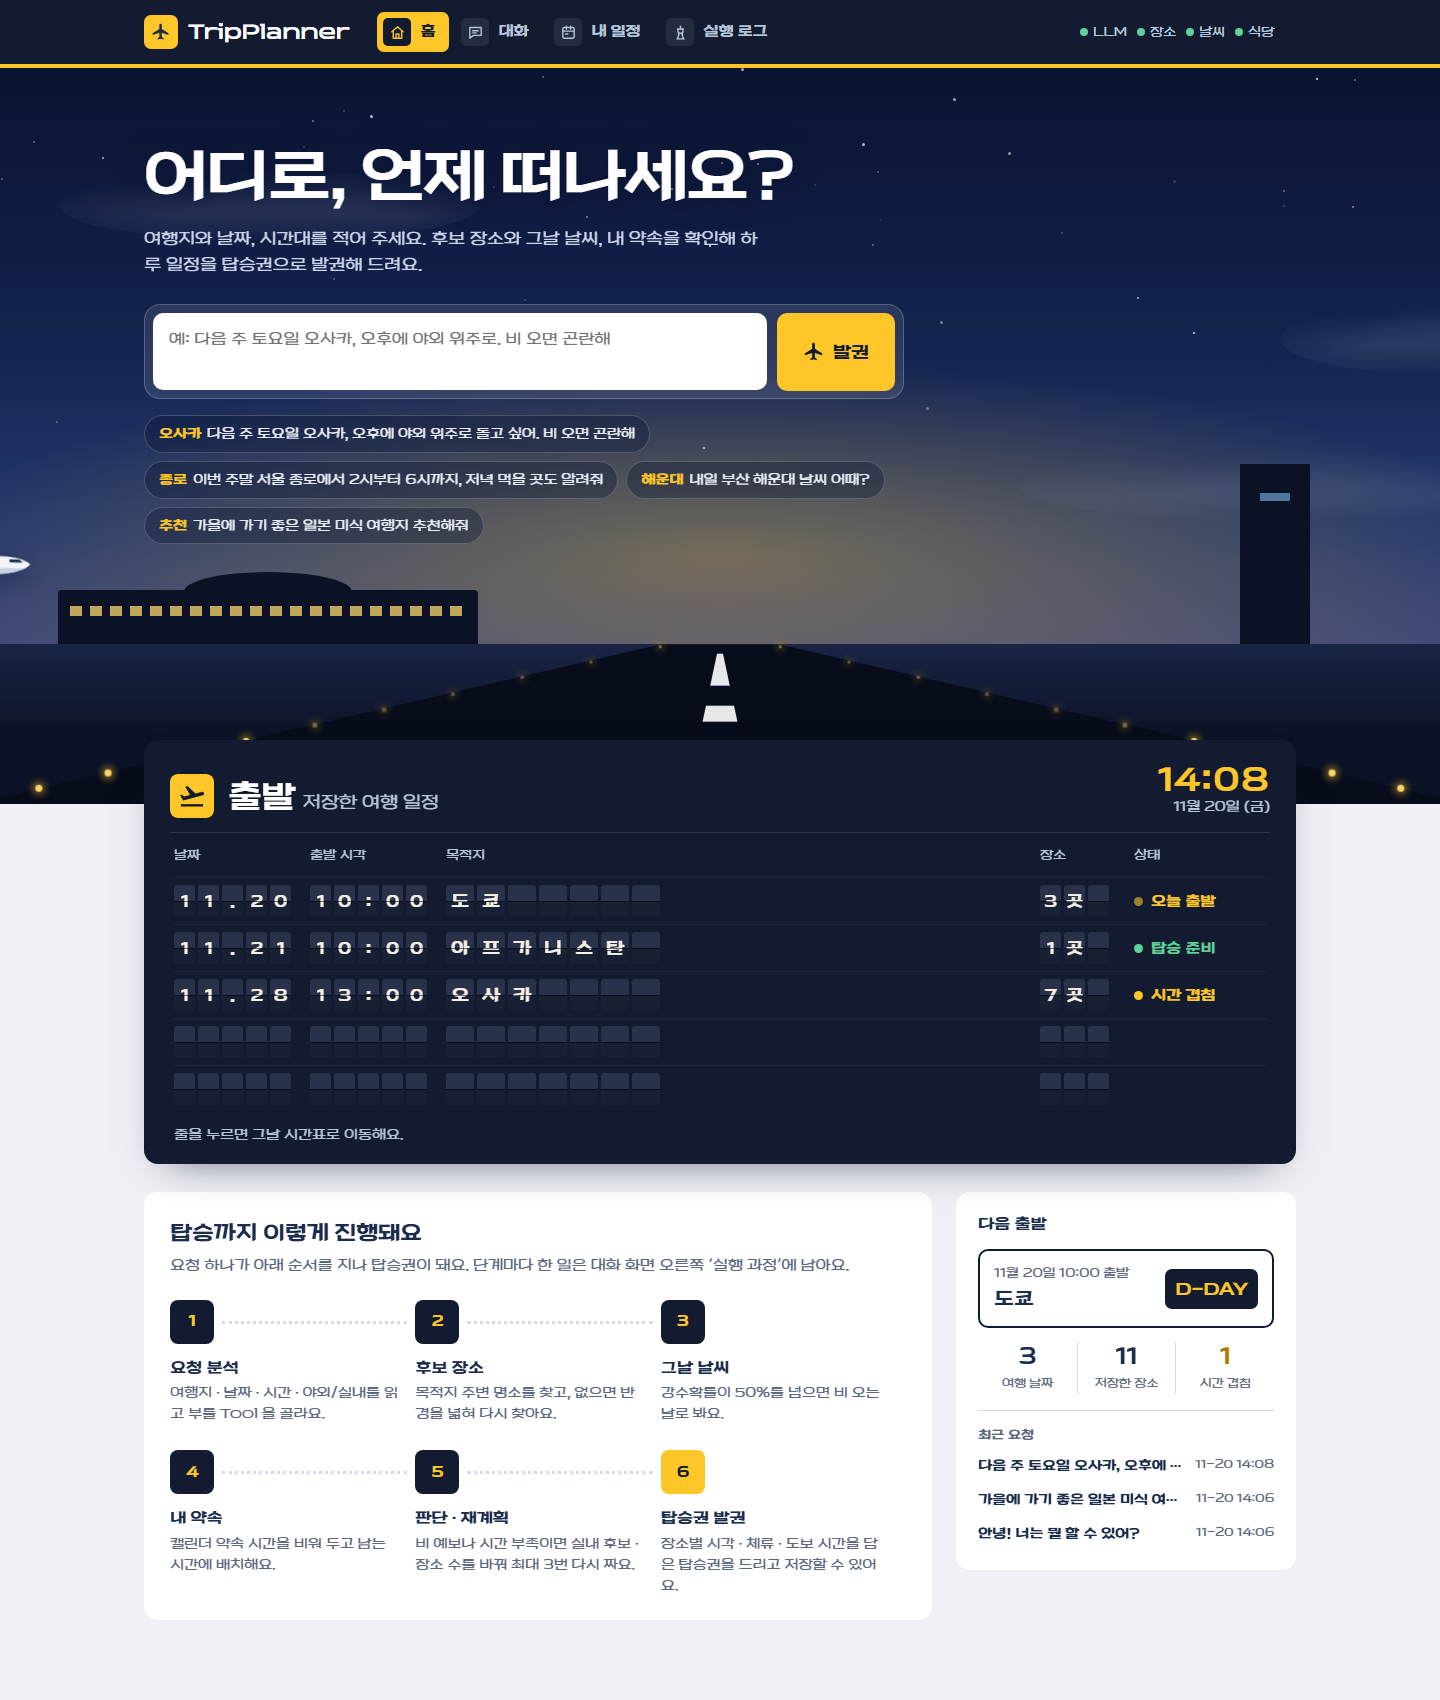 TripPlanner
홈
대화
내 일정
실행 로그
LLM
장소
날씨
식당
어디로, 언제 떠나세요?
여행지와 날짜, 시간대를 적어 주세요. 후보 장소와 그날 날씨, 내 약속을 확인해 하
루 일정을 탑승권으로 발권해 드려요.
예: 다음 주 토요일 오사카, 오후에 야외 위주로. 비 오면 곤란해
발권
오사카 다음 주 토요일 오사카, 오후에 야외 위주로 돌고 싶어. 비 오면 곤란해
종로 이번 주말 서울 종로에서 2시부터 6시까지, 저녁 먹을 곳도 알려줘
해운대 내일 부산 해운대 날씨 어때?
추천 가을에 가기 좋은 일본 미식 여행지 추천해줘
출발 저장한 여행 일정
14:08
11월 20일 (금)
날짜 출발 시각 목적지 장소 상태
11.20 10:00 도쿄 3곳 오늘 출발
11.21 10:00 아프가니스탄 1곳 탑승 준비
11.28 13:00 오사카 7곳 시간 겹침
줄을 누르면 그날 시간표로 이동해요.
탑승까지 이렇게 진행돼요
요청 하나가 아래 순서를 지나 탑승권이 돼요. 단계마다 한 일은 대화 화면 오른쪽 '실행 과정'에 남아요.
1
요청 분석
여행지 · 날짜 · 시간 · 야외/실내를 읽
고 부를 Tool 을 골라요.
2
후보 장소
목적지 주변 명소를 찾고, 없으면 반
경을 넓혀 다시 찾아요.
3
그날 날씨
강수확률이 50%를 넘으면 비 오는
날로 봐요.
4
내 약속
캘린더 약속 시간을 비워 두고 남는
시간에 배치해요.
5
판단 · 재계획
비 예보나 시간 부족이면 실내 후보 ·
장소 수를 바꿔 최대 3번 다시 짜요.
6
탑승권 발권
장소별 시각 · 체류 · 도보 시간을 담
은 탑승권을 드리고 저장할 수 있어
요.
다음 출발
11월 20일 10:00 출발
도쿄
D-DAY
3
여행 날짜
11
저장한 장소
1
시간 겹침
최근 요청
다음 주 토요일 오사카, 오후에 ... 11-20 14:08
가을에 가기 좋은 일본 미식 여... 11-20 14:06
안녕! 너는 뭘 할 수 있어? 11-20 14:06